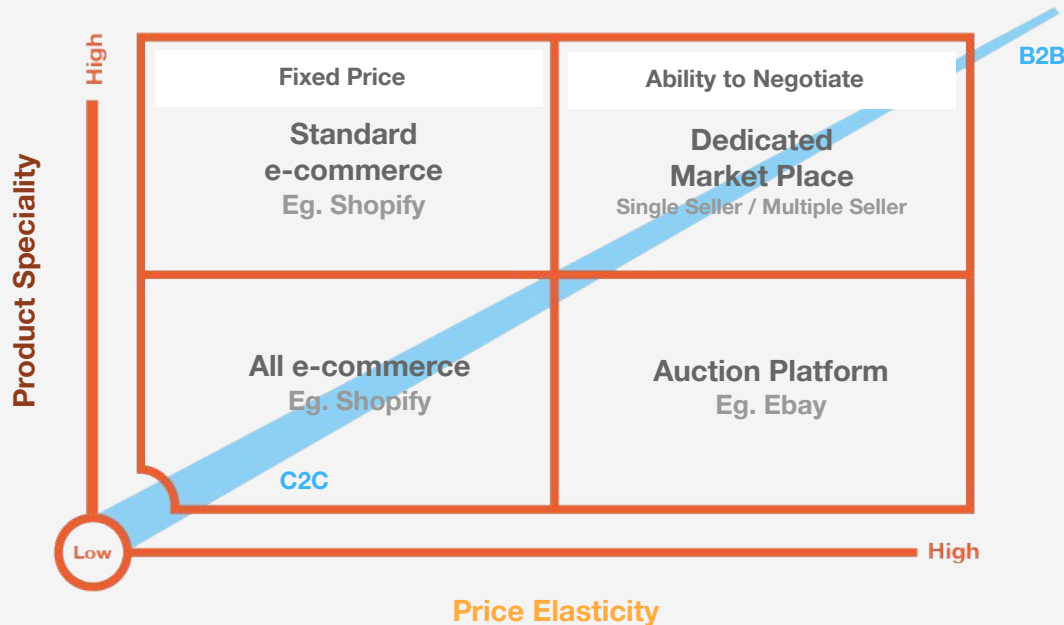 High
Product Speciality
Fixed Price
Ability to Negotiate
B2B
Standard
e-commerce
Eg. Shopify
Dedicated
Market Place
Single Seller / Multiple Seller
All e-commerce
Eg. Shopify
Auction Platform
Eg. Ebay
C2C
Low
High
Price Elasticity